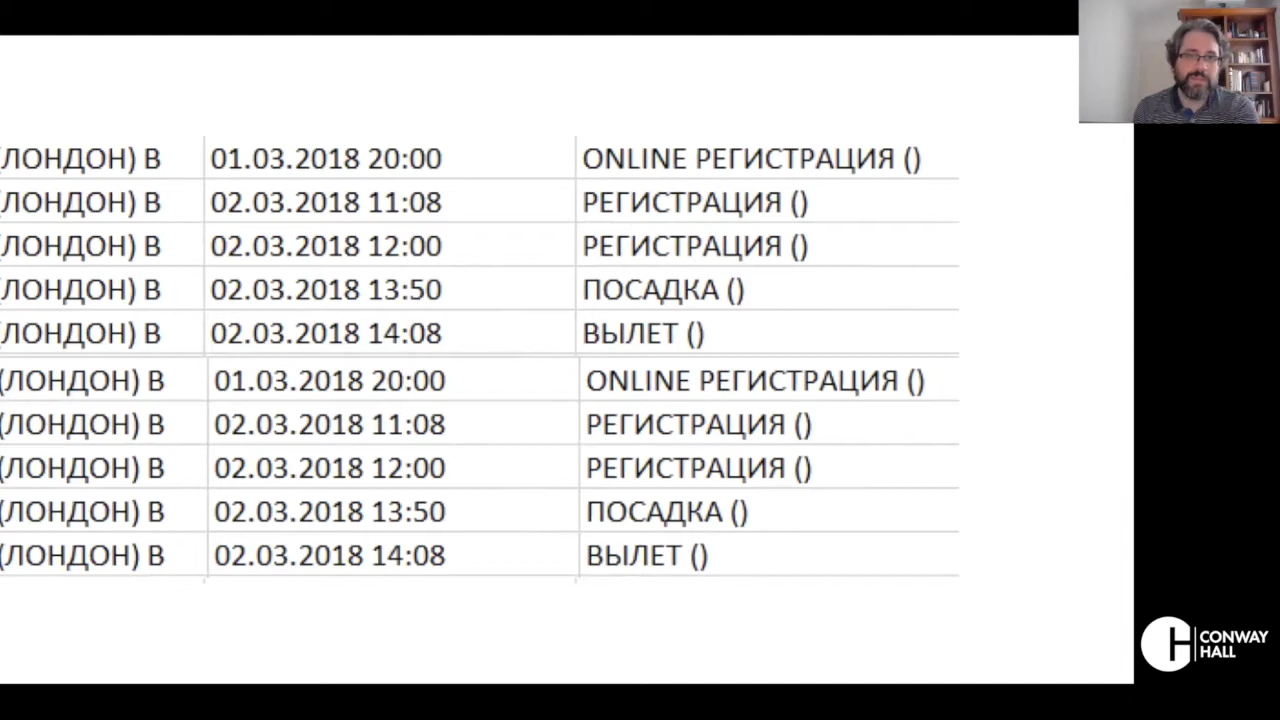 (ЛОНДОН) В 01.03.2018 20:00 ONLINE РЕГИСТРАЦИЯ ()
(ЛОНДОН) В 02.03.2018 11:08 РЕГИСТРАЦИЯ ()
(ЛОНДОН) В 02.03.2018 12:00 РЕГИСТРАЦИЯ ()
(ЛОНДОН) В 02.03.2018 13:50 ПОСАДКА ()
(ЛОНДОН) В 02.03.2018 14:08 ВЫЛЕТ ()
(ЛОНДОН) В 01.03.2018 20:00 ONLINE РЕГИСТРАЦИЯ ()
(ЛОНДОН) В 02.03.2018 11:08 РЕГИСТРАЦИЯ ()
(ЛОНДОН) В 02.03.2018 12:00 РЕГИСТРАЦИЯ ()
(ЛОНДОН) В 02.03.2018 13:50 ПОСАДКА ()
(ЛОНДОН) В 02.03.2018 14:08 ВЫЛЕТ ()
CONWAY
HALL